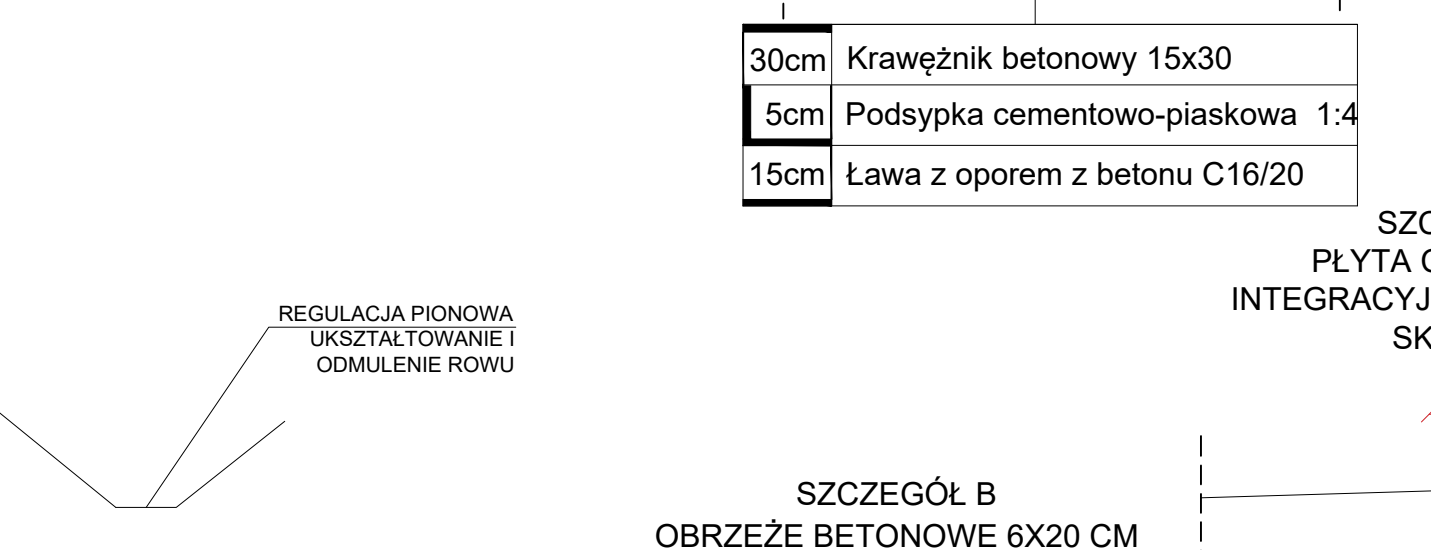 30cm Krawężnik betonowy 15x30
5cm Podsypka cementowo-piaskowa 1:4
15cm Ława z oporem z betonu C16/20
REGULACJA PIONOWA
UKSZTAŁTOWANIE I
ODMULENIE ROWU
PŁYTA
SZCZEGÓŁ B
OBRZEŻE BETONOWE 6X20 CM